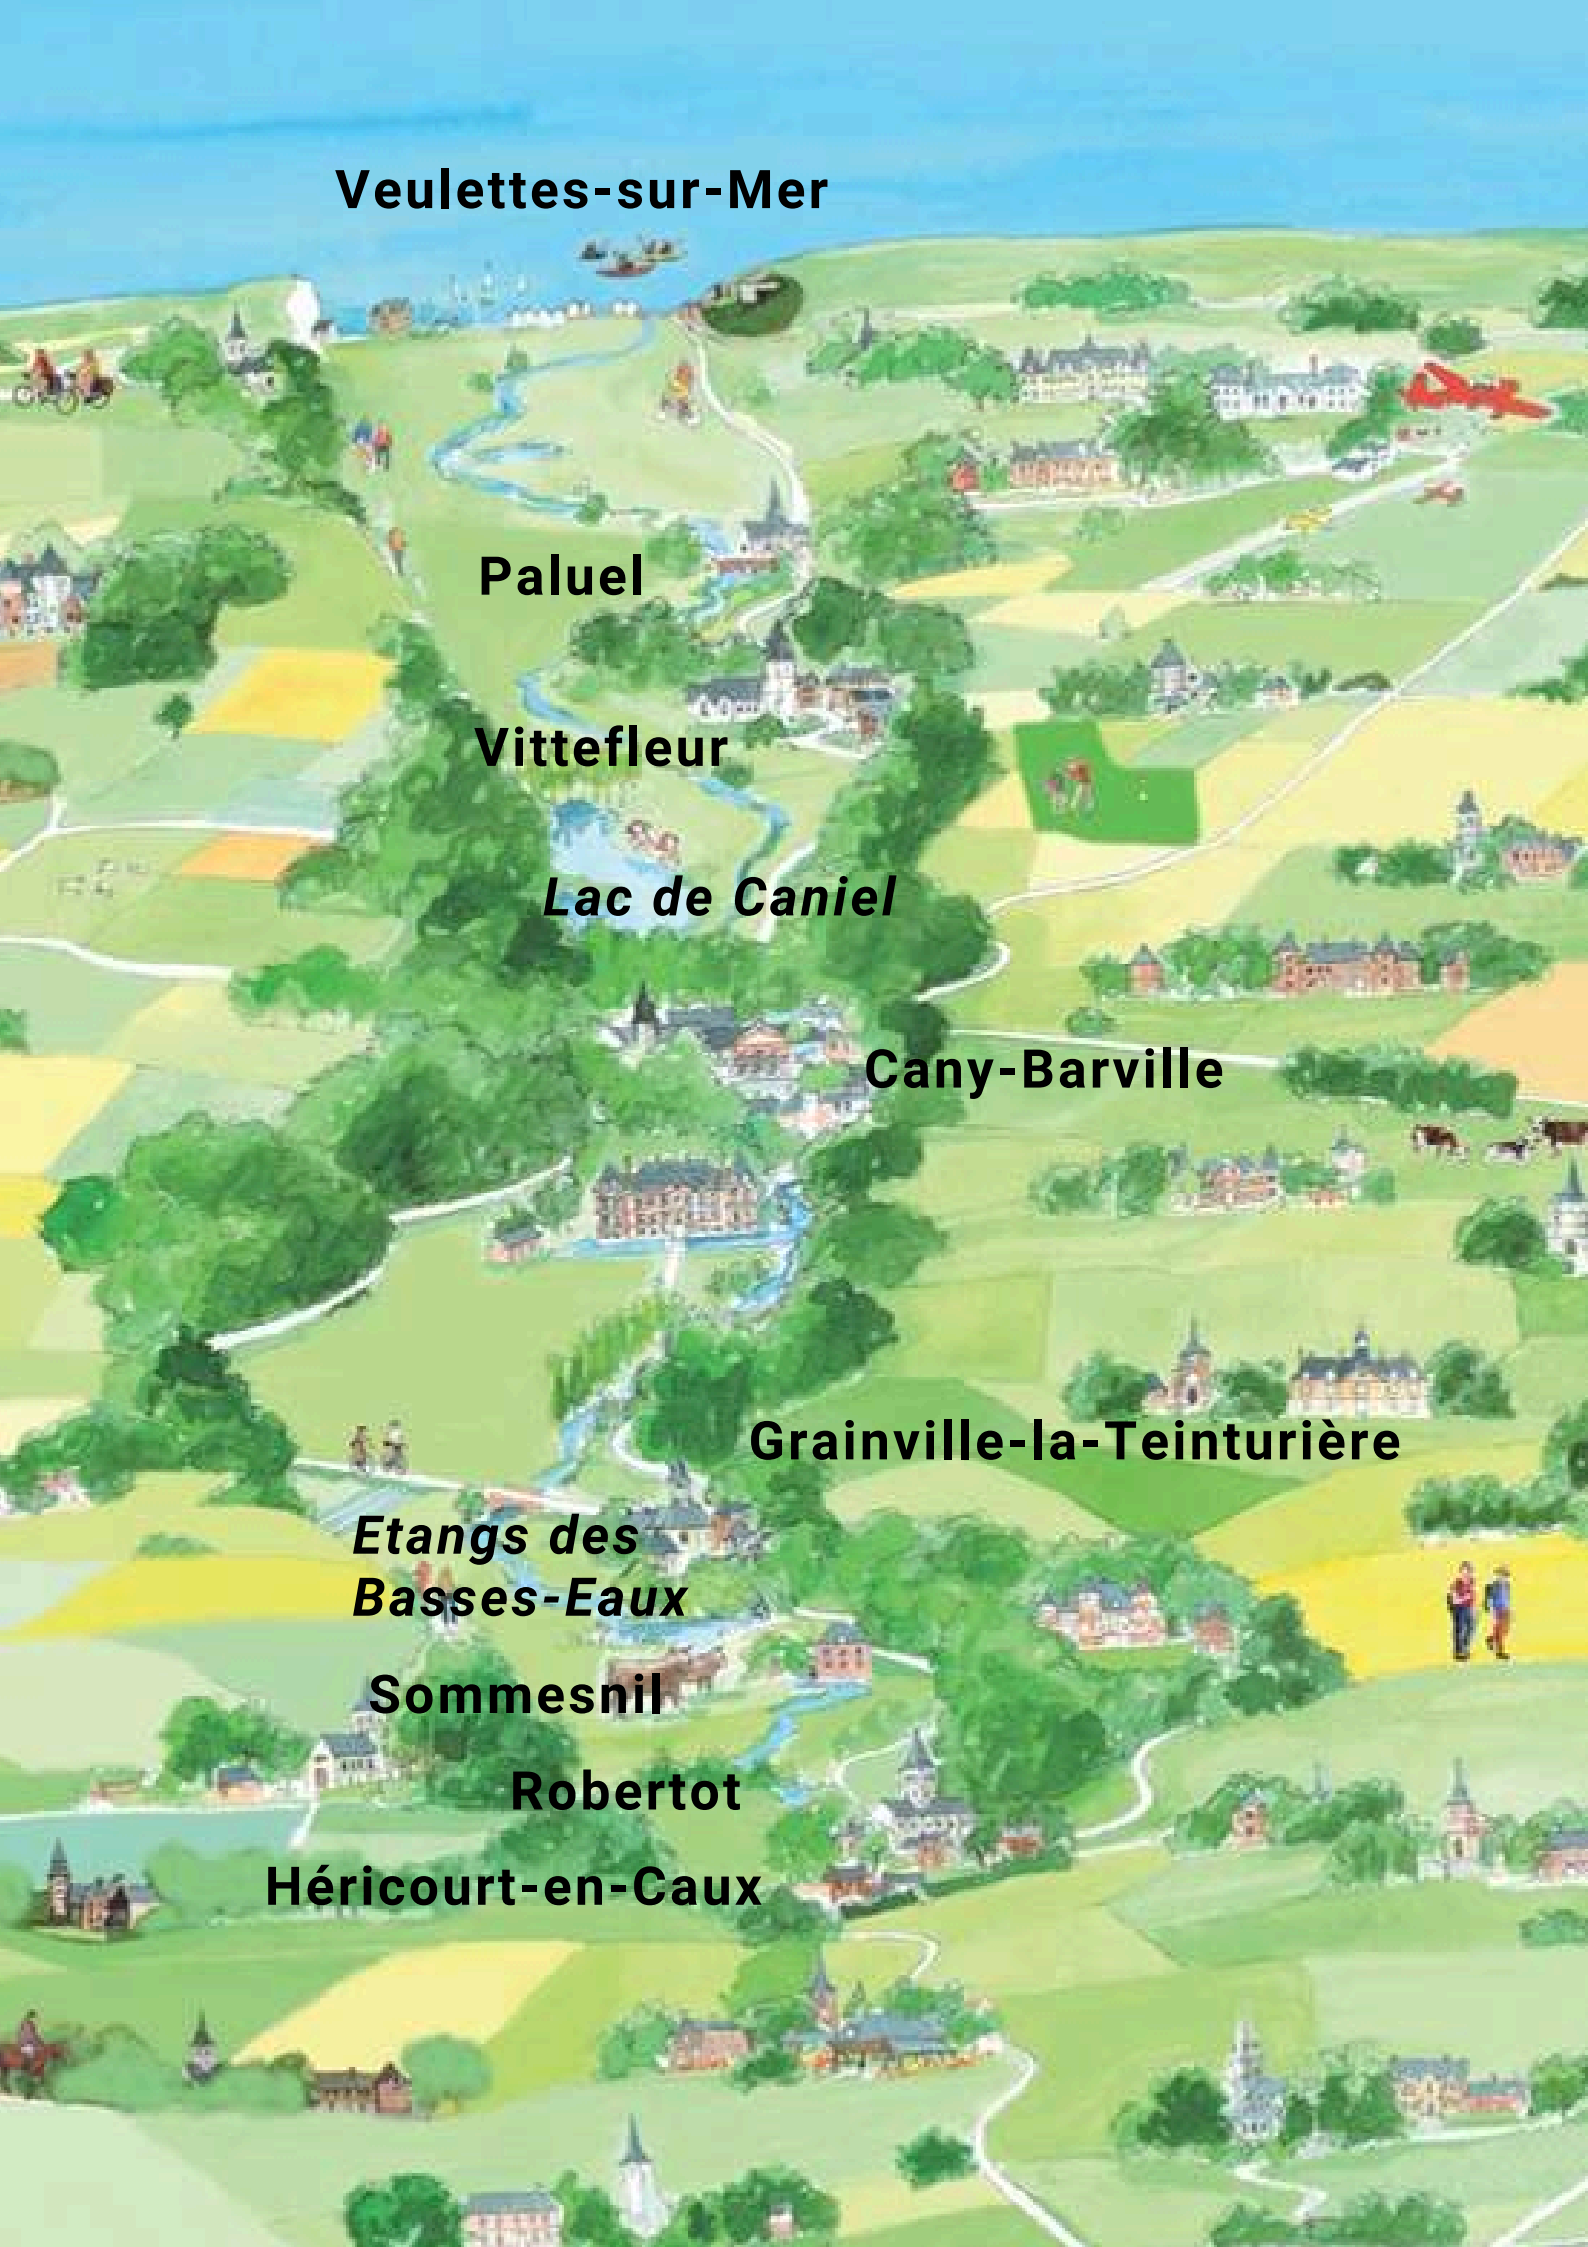 Veulettes-sur-Mer
Paluel
Vittefleur
Lac de Caniel
Cany-Barville
Grainville-la-Teinturière
Etangs des
Basses-Eaux
Sommesnil
Robertot
Héricourt-en-Caux